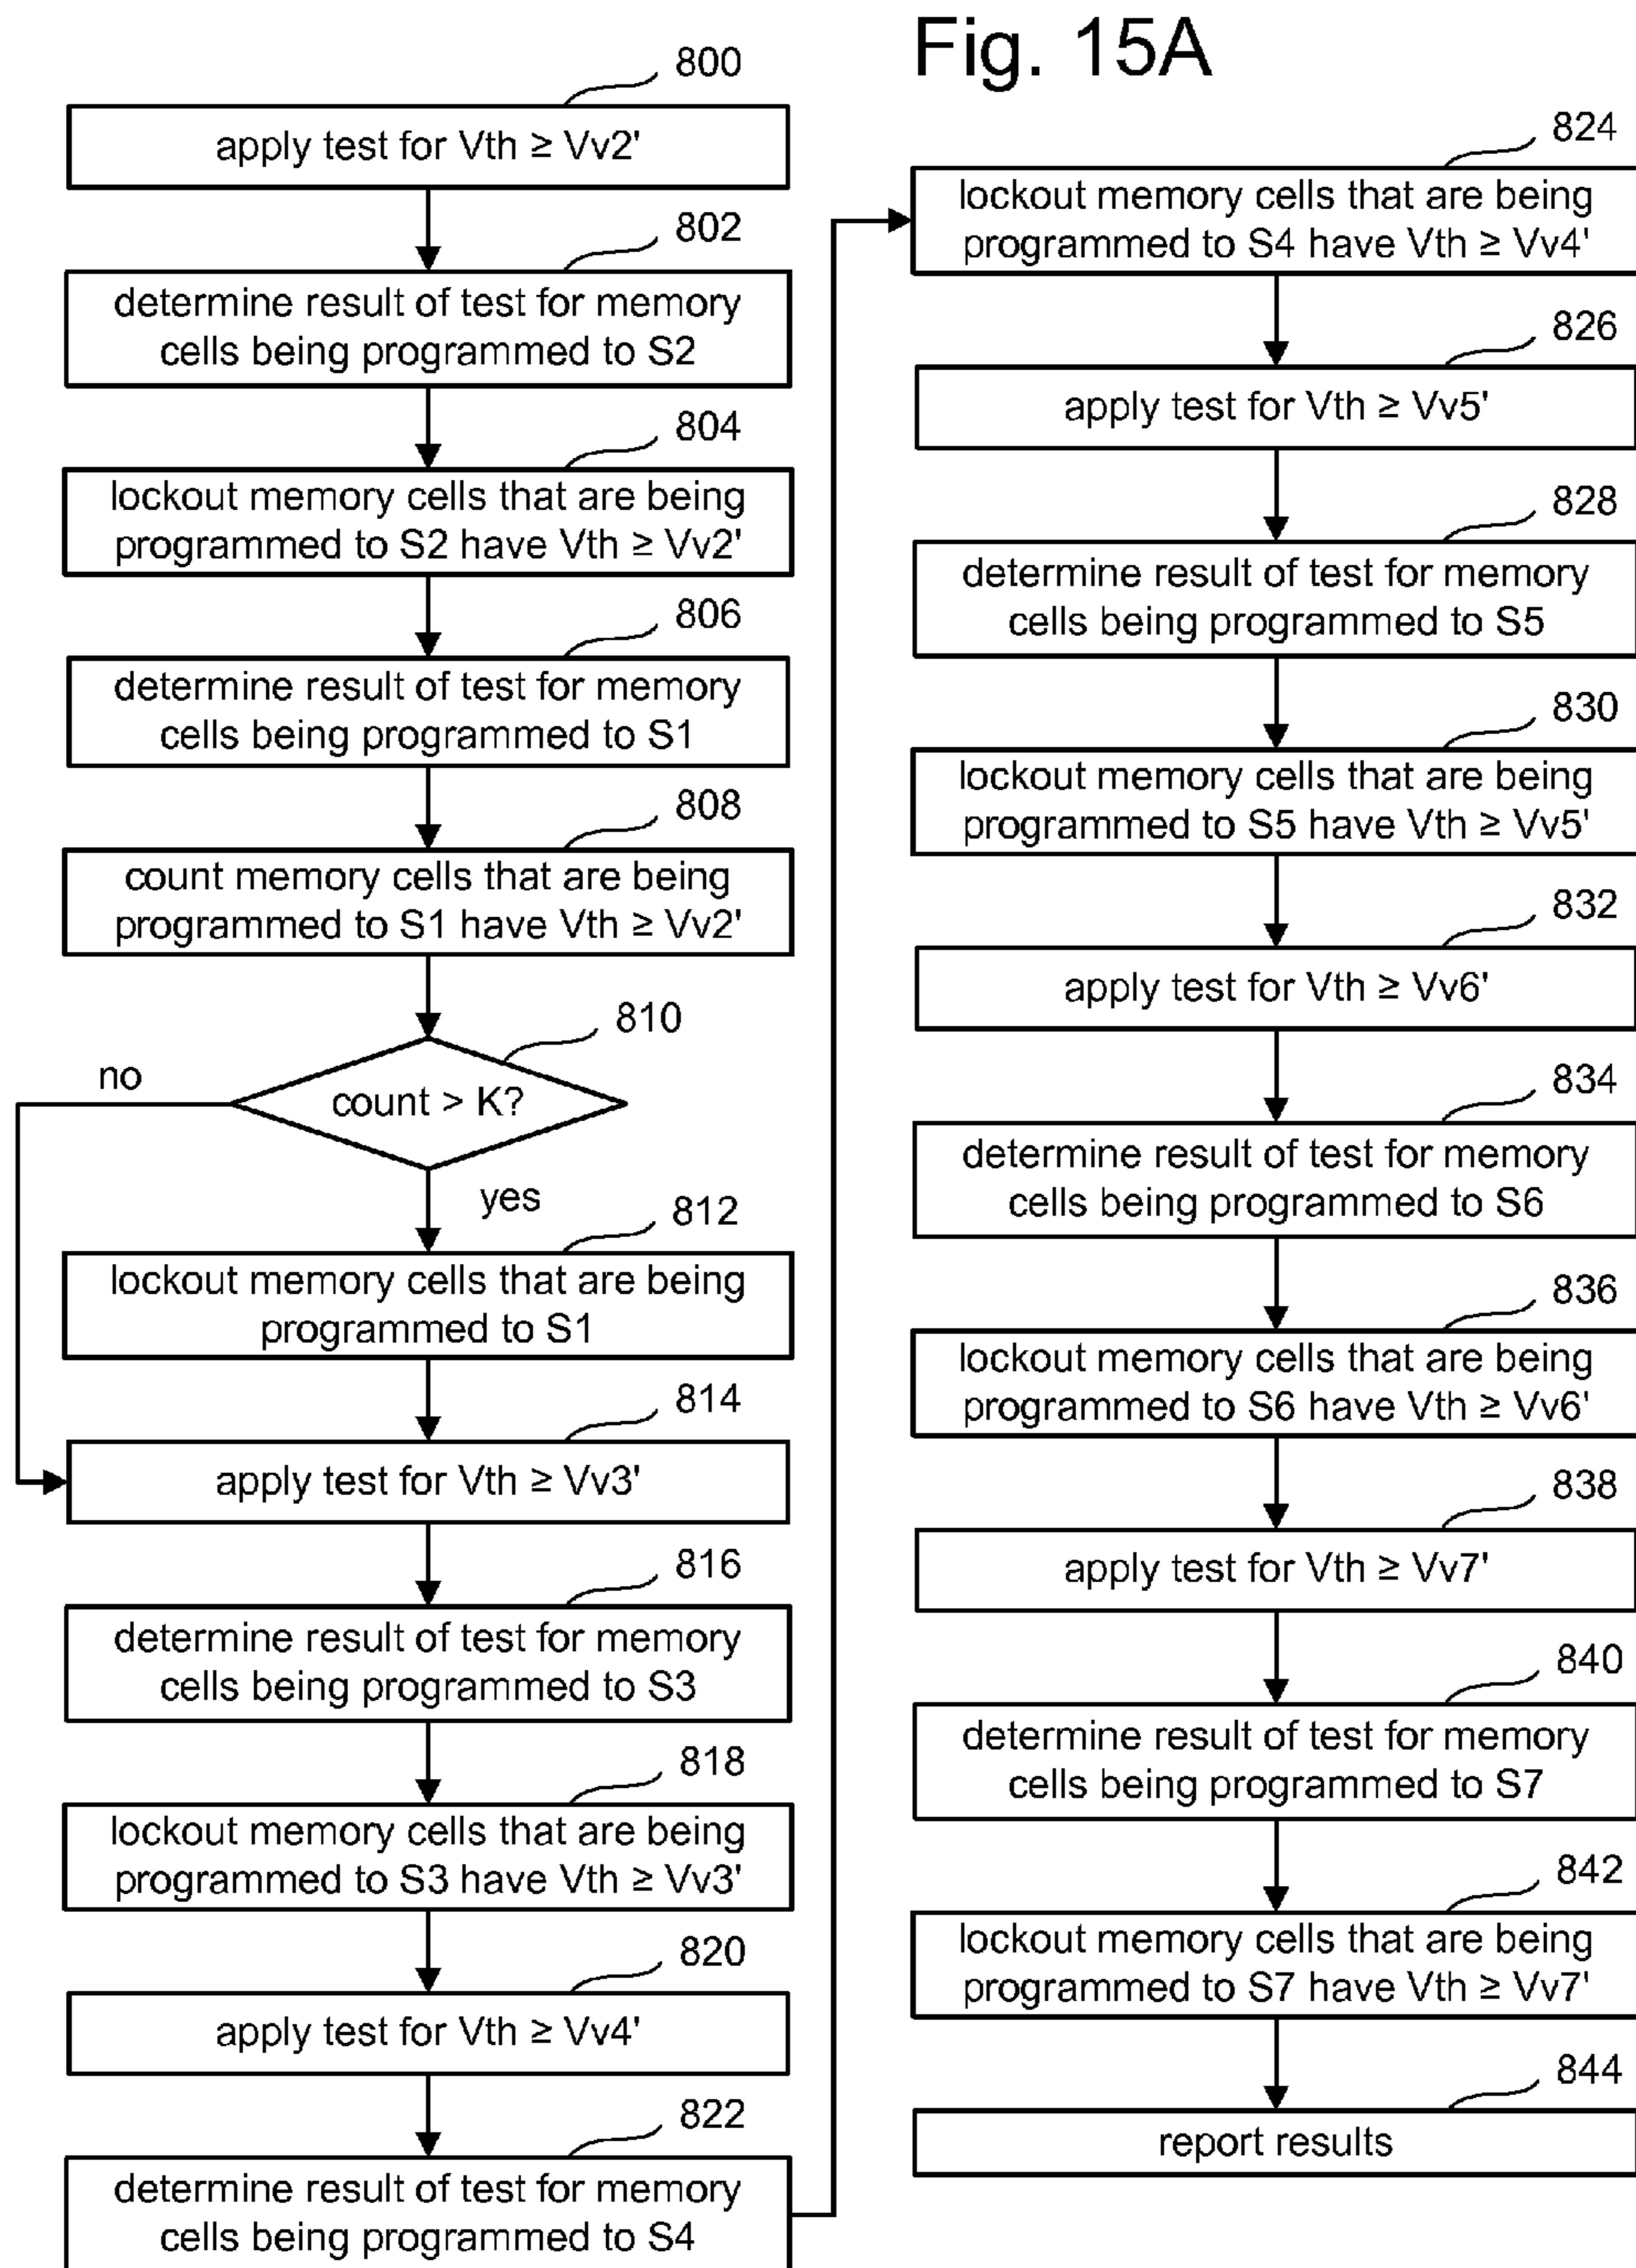 Fig. 15A
800
apply test for Vth ≥ Vv2'
802
determine result of test for memory
cells being programmed to S2
804
lockout memory cells that are being
programmed to S2 have Vth ≥ Vv2'
806
determine result of test for memory
cells being programmed to S1
808
count memory cells that are being
programmed to S1 have Vth ≥ Vv2'
810
count > K?
no
yes
812
lockout memory cells that are being
programmed to S1
814
apply test for Vth ≥ Vv3'
816
determine result of test for memory
cells being programmed to S3
818
lockout memory cells that are being
programmed to S3 have Vth ≥ Vv3'
820
apply test for Vth ≥ Vv4'
822
determine result of test for memory
cells being programmed to S4
824
lockout memory cells that are being
programmed to S4 have Vth ≥ Vv4'
826
apply test for Vth ≥ Vv5'
828
determine result of test for memory
cells being programmed to S5
830
lockout memory cells that are being
programmed to S5 have Vth ≥ Vv5'
832
apply test for Vth ≥ Vv6'
834
determine result of test for memory
cells being programmed to S6
836
lockout memory cells that are being
programmed to S6 have Vth ≥ Vv6'
838
apply test for Vth ≥ Vv7'
840
determine result of test for memory
cells being programmed to S7
842
lockout memory cells that are being
programmed to S7 have Vth ≥ Vv7'
844
report results